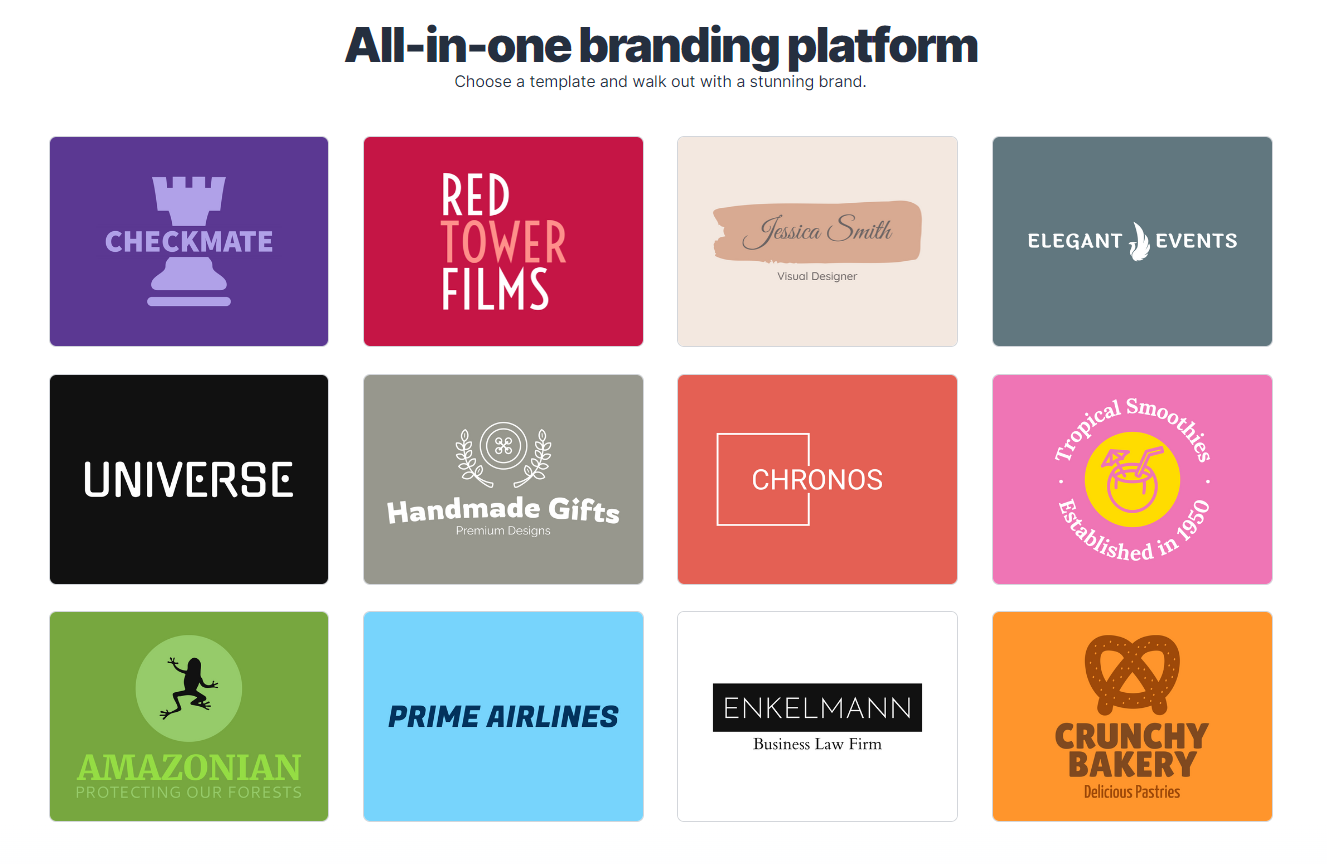 All-in-one branding platform
Choose a template and walk out with a stunning brand.
CHECKMATE
RED
TOWER
FILMS
Jessica Smith
Visual Designer
ELEGANT EVENTS
UNIVERSE
Handmade Gifts
Premium Designs
CHRONOS
Tropical Smoothies
· Established in 1950 ·
AMAZONIAN
PROTECTING OUR FORESTS
PRIME AIRLINES
ENKELMANN
Business Law Firm
CRUNCHY
BAKERY
Delicious Pastries